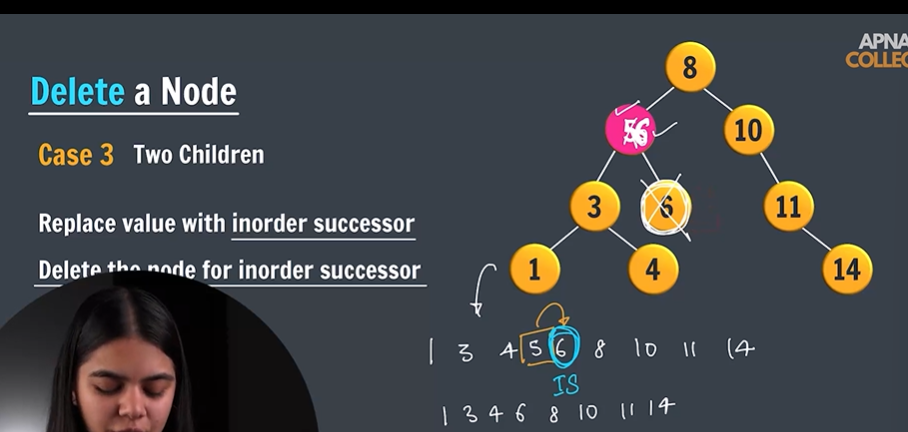 APNA
COLLEG
Delete a Node
Case 3 Two Children
Replace value with inorder successor
Delete the node for inorder successor
8
56
10
3
6
11
1
4
14
1 3 4 5 6 8 10 11 14
IS
1 3 4 6 8 10 11 14